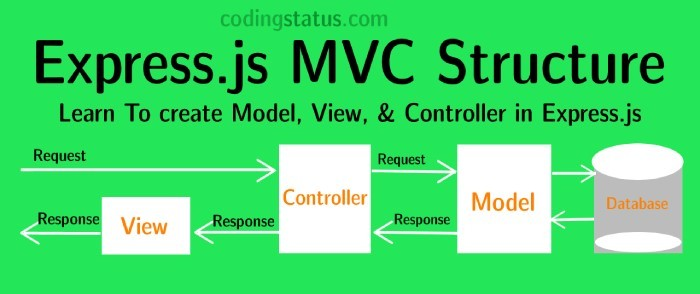 codingstatus.com
Express.js MVC Structure
Learn To create Model, View, & Controller in Express.js
Request
Controller
Request
Model
Database
Response
View
Response
Response